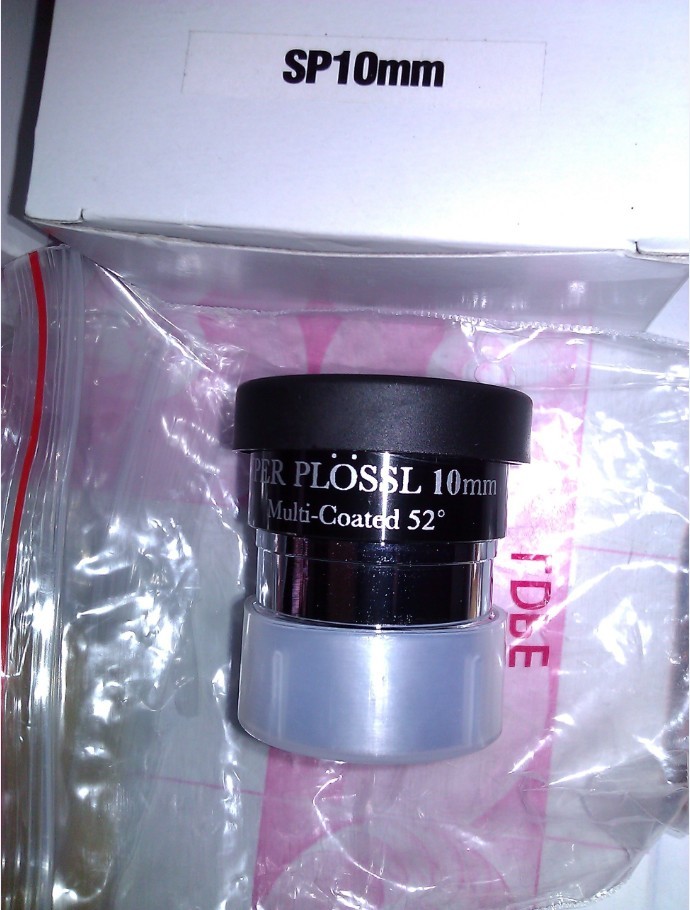 SP10mm
PER PLÖSSL 10mm
Multi-Coated 52°